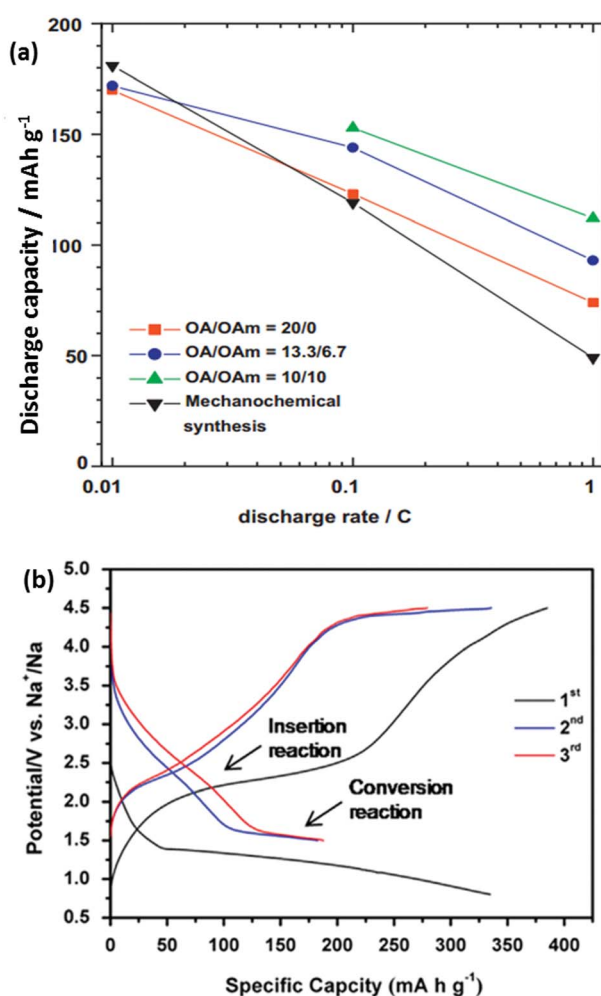 (a)
200
150
100
50
0
Discharge capacity / mAh g-1
OA/OAm = 20/0
OA/OAm = 13.3/6.7
OA/OAm = 10/10
Mechanochemical
synthesis
0.01
0.1
1
discharge rate / C
(b)
5.0
4.5
4.0
3.5
3.0
2.5
2.0
1.5
1.0
0.5
Potential/V vs. Na+/Na
1st
2nd
3rd
Insertion
reaction
Conversion
reaction
0
50
100
150
200
250
300
350
400
Specific Capcity (mA h g-1)